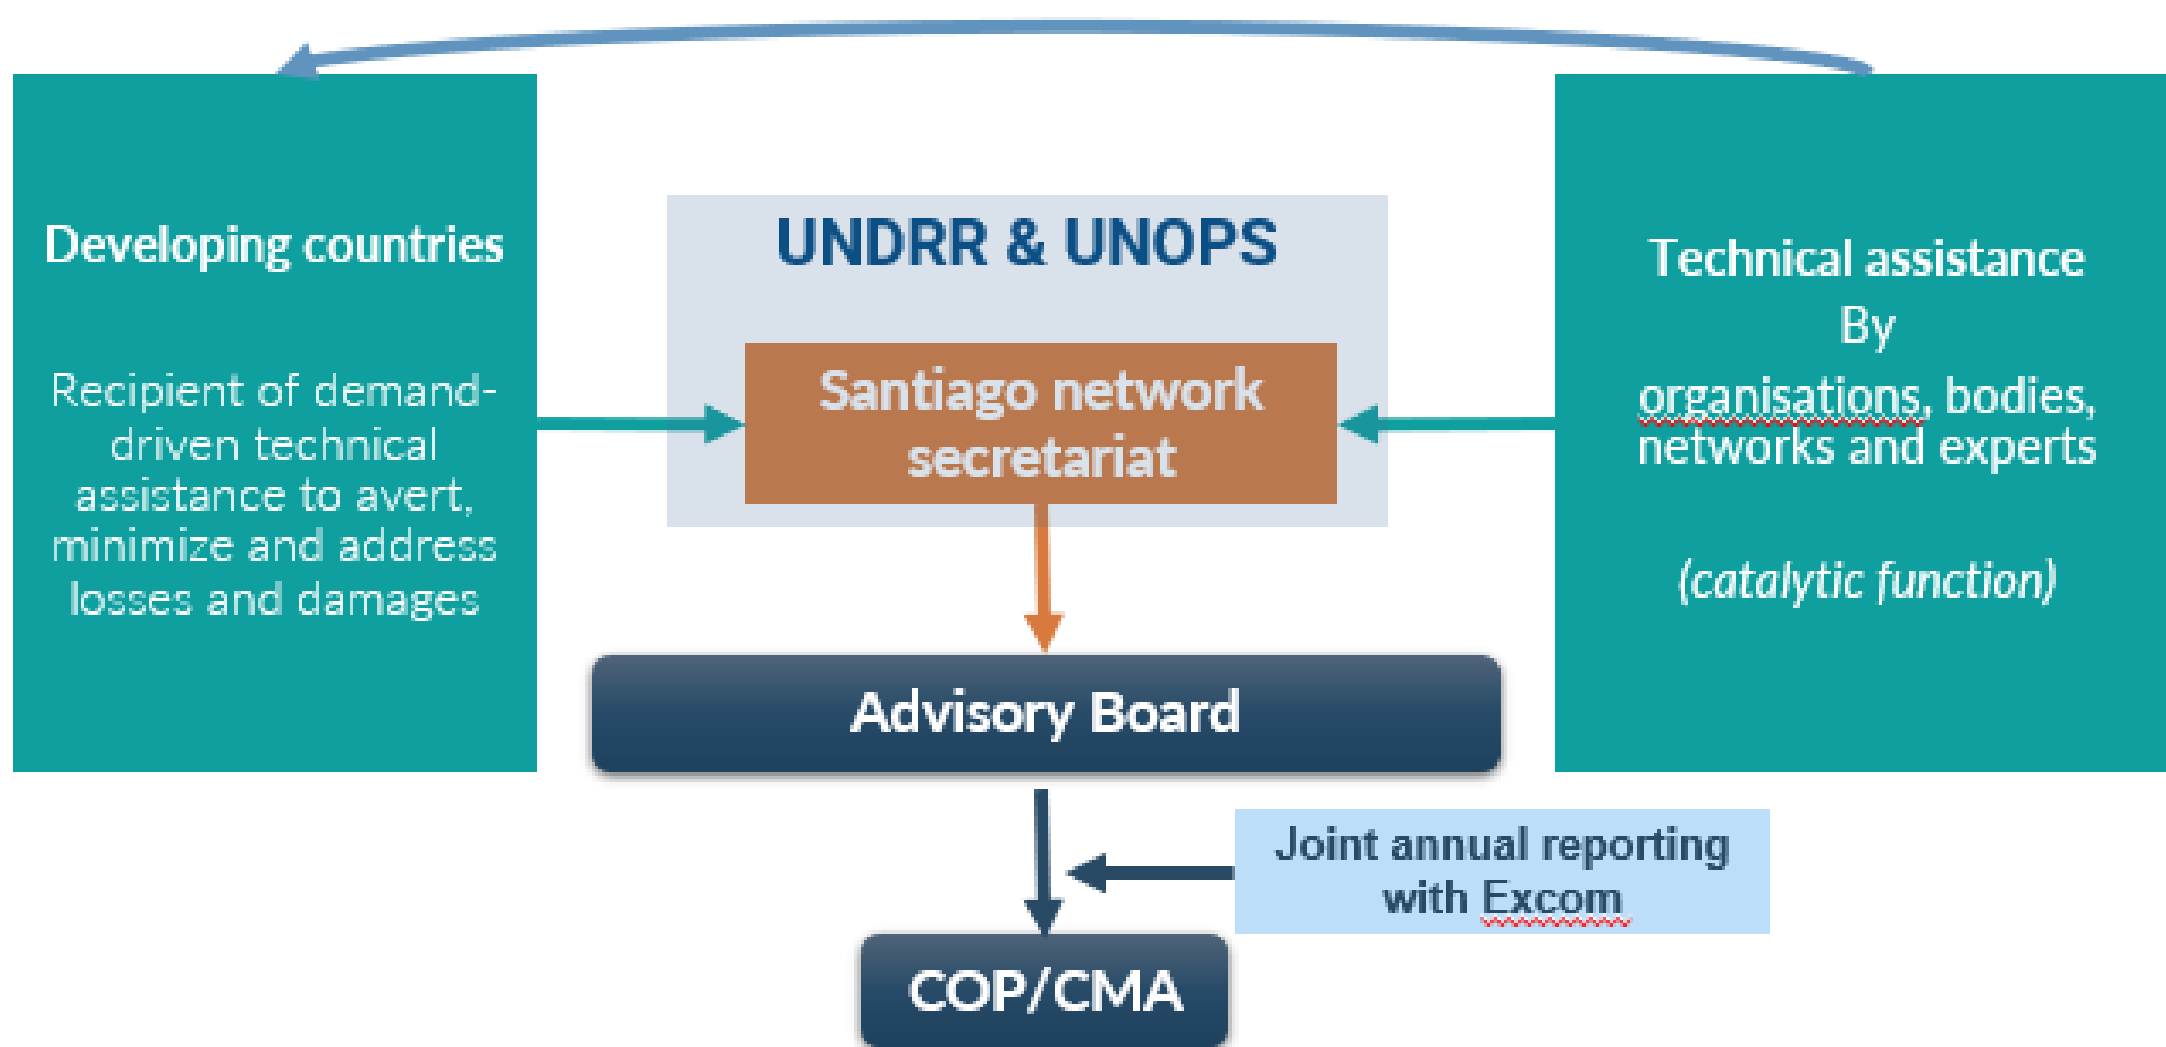 Developing countries
Recipient of demand-
driven technical
assistance to avert,
minimize and address
losses and damages
UNDRR & UNOPS
Santiago network
secretariat
Technical assistance
By
organisations, bodies,
networks and experts
(catalytic function)
Advisory Board
Joint annual reporting
with Excom
COP/CMA